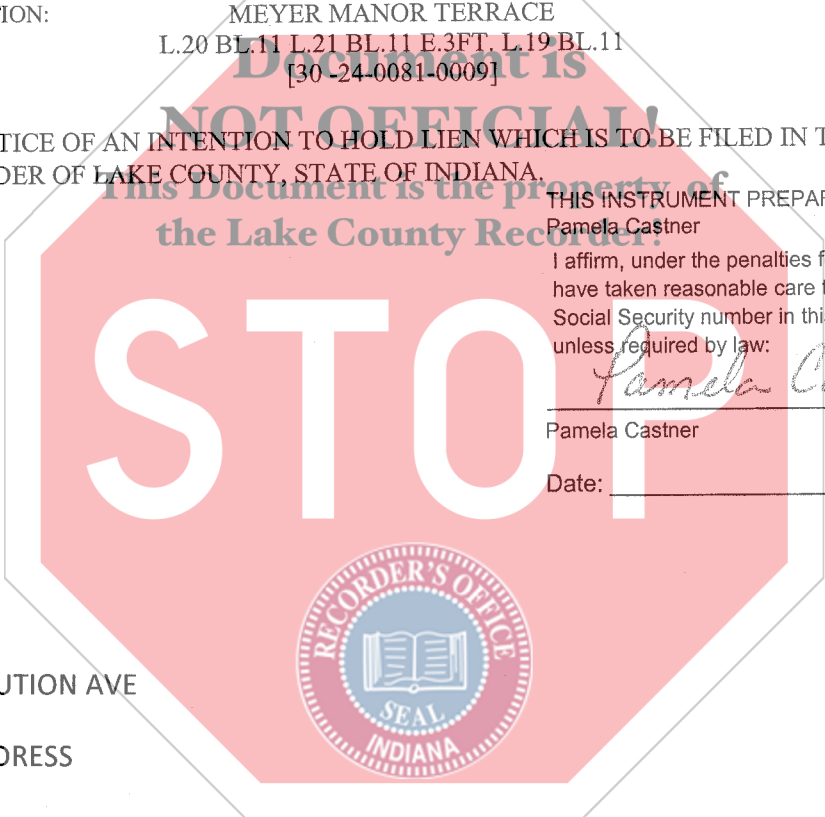 TION:
MEYER MANOR TERRACE
L.20 BL.11 L.21 BL.11 E.3FT. L.19 BL.11
[30 -24-0081-0009]
Document is
NOT OFFICIAL!
This Document is the property of
the Lake County Recorder!
TICE OF AN INTENTION TO HOLD LIEN WHICH IS TO BE FILED IN T
DER OF LAKE COUNTY, STATE OF INDIANA.
THIS INSTRUMENT PREPAR
Pamela Castner
I affirm, under the penalties f
have taken reasonable care t
Social Security number in this
unless required by law:
Pamela C
Pamela Castner
Date:
STOP
RECORDER'S OFFICE
SEAL
INDIANA
UTION AVE
DRESS